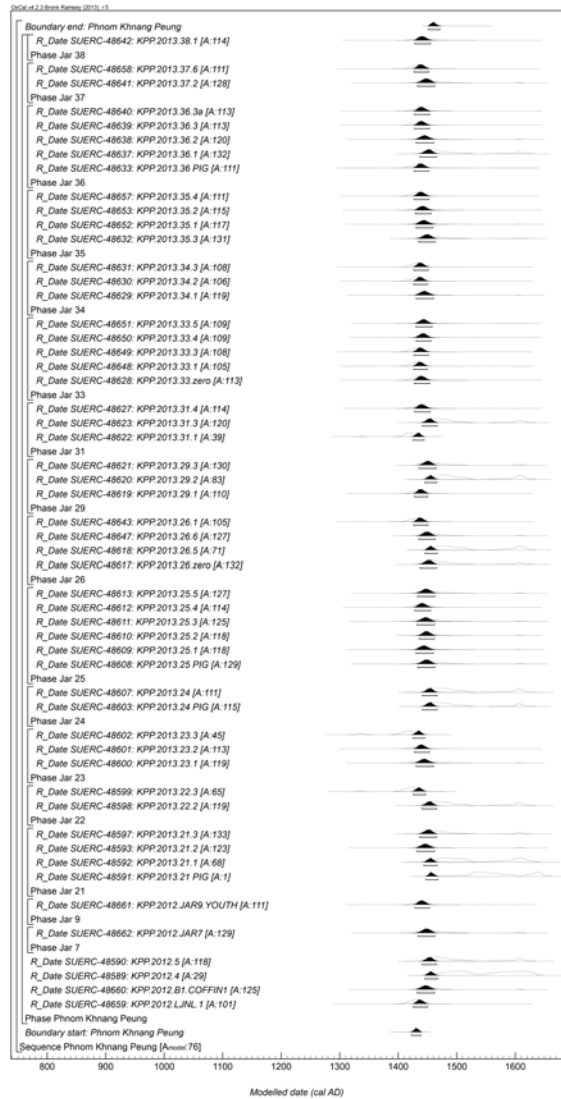 OxCal v4.2.3 Bronk Ramsey (2013); r:5
Boundary end: Phnom Khnang Peung
R_Date SUERC-48642: KPP.2013.38.1 [A:114]
Phase Jar 38
R_Date SUERC-48658: KPP.2013.37.6 [A:111]
R_Date SUERC-48641: KPP.2013.37.2 [A:128]
Phase Jar 37
R_Date SUERC-48640: KPP.2013.36.3a [A:113]
R_Date SUERC-48639: KPP.2013.36.3 [A:113]
R_Date SUERC-48638: KPP.2013.36.2 [A:120]
R_Date SUERC-48637: KPP.2013.36.1 [A:132]
R_Date SUERC-48633: KPP.2013.36 PIG [A:111]
Phase Jar 36
R_Date SUERC-48657: KPP.2013.35.4 [A:111]
R_Date SUERC-48653: KPP.2013.35.2 [A:115]
R_Date SUERC-48652: KPP.2013.35.1 [A:117]
R_Date SUERC-48632: KPP.2013.35.3 [A:131]
Phase Jar 35
R_Date SUERC-48631: KPP.2013.34.3 [A:108]
R_Date SUERC-48630: KPP.2013.34.2 [A:106]
R_Date SUERC-48629: KPP.2013.34.1 [A:119]
Phase Jar 34
R_Date SUERC-48651: KPP.2013.33.5 [A:109]
R_Date SUERC-48650: KPP.2013.33.4 [A:109]
R_Date SUERC-48649: KPP.2013.33.3 [A:108]
R_Date SUERC-48648: KPP.2013.33.1 [A:105]
R_Date SUERC-48628: KPP.2013.33.zero [A:113]
Phase Jar 33
R_Date SUERC-48627: KPP.2013.31.4 [A:114]
R_Date SUERC-48623: KPP.2013.31.3 [A:120]
R_Date SUERC-48622: KPP.2013.31.1 [A:39]
Phase Jar 31
R_Date SUERC-48621: KPP.2013.29.3 [A:130]
R_Date SUERC-48620: KPP.2013.29.2 [A:83]
R_Date SUERC-48619: KPP.2013.29.1 [A:110]
Phase Jar 29
R_Date SUERC-48643: KPP.2013.26.1 [A:105]
R_Date SUERC-48647: KPP.2013.26.6 [A:127]
R_Date SUERC-48618: KPP.2013.26.5 [A:71]
R_Date SUERC-48617: KPP.2013.26.zero [A:132]
Phase Jar 26
R_Date SUERC-48613: KPP.2013.25.5 [A:127]
R_Date SUERC-48612: KPP.2013.25.4 [A:114]
R_Date SUERC-48611: KPP.2013.25.3 [A:125]
R_Date SUERC-48610: KPP.2013.25.2 [A:118]
R_Date SUERC-48609: KPP.2013.25.1 [A:118]
R_Date SUERC-48608: KPP.2013.25 PIG [A:129]
Phase Jar 25
R_Date SUERC-48607: KPP.2013.24 [A:111]
R_Date SUERC-48603: KPP.2013.24 PIG [A:115]
Phase Jar 24
R_Date SUERC-48602: KPP.2013.23.3 [A:45]
R_Date SUERC-48601: KPP.2013.23.2 [A:113]
R_Date SUERC-48600: KPP.2013.23.1 [A:119]
Phase Jar 23
R_Date SUERC-48599: KPP.2013.22.3 [A:65]
R_Date SUERC-48598: KPP.2013.22.2 [A:119]
Phase Jar 22
R_Date SUERC-48597: KPP.2013.21.3 [A:133]
R_Date SUERC-48593: KPP.2013.21.2 [A:123]
R_Date SUERC-48592: KPP.2013.21.1 [A:68]
R_Date SUERC-48591: KPP.2013.21 PIG [A:1]
Phase Jar 21
R_Date SUERC-48661: KPP.2012.JAR9.YOUTH [A:111]
Phase Jar 9
R_Date SUERC-48662: KPP.2012.JAR7 [A:129]
Phase Jar 7
R_Date SUERC-48590: KPP.2012.5 [A:118]
R_Date SUERC-48589: KPP.2012.4 [A:29]
R_Date SUERC-48660: KPP.2012.B1.COFFIN1 [A:125]
R_Date SUERC-48659: KPP.2012.LJNL.1 [A:101]
Phase Phnom Khnang Peung
Boundary start: Phnom Khnang Peung
Sequence Phnom Khnang Peung [Amodel:76]
800 900 1000 1100 1200 1300 1400 1500 1600
Modelled date (cal AD)